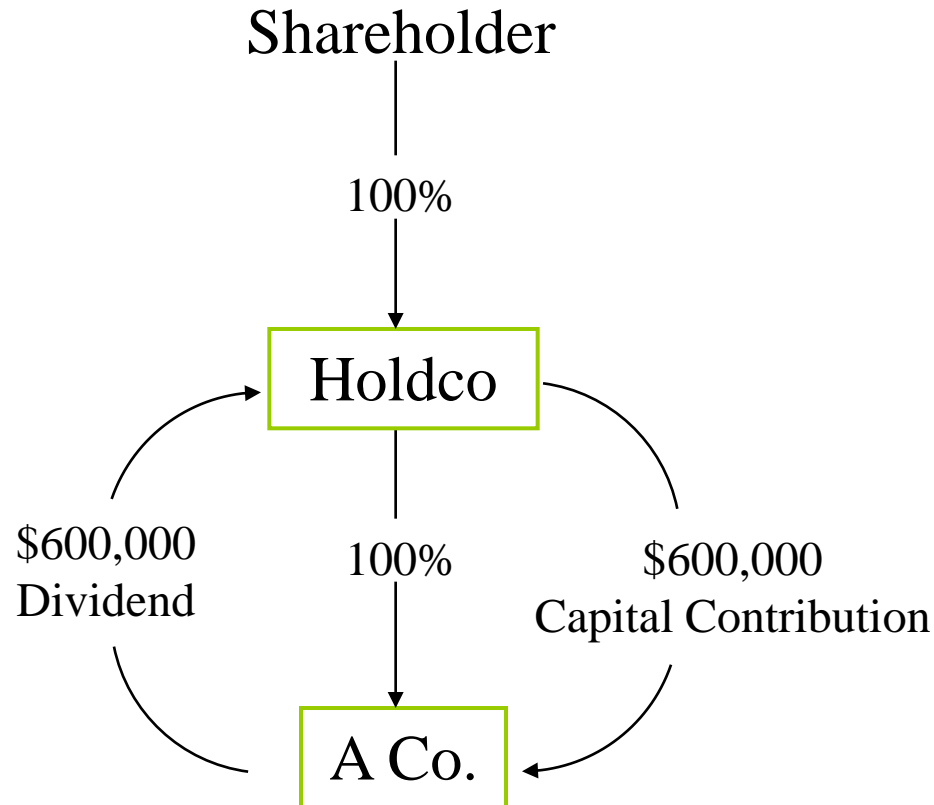 Shareholder
100%
Holdco
$600,000
Dividend
100%
$600,000
Capital Contribution
A Co.